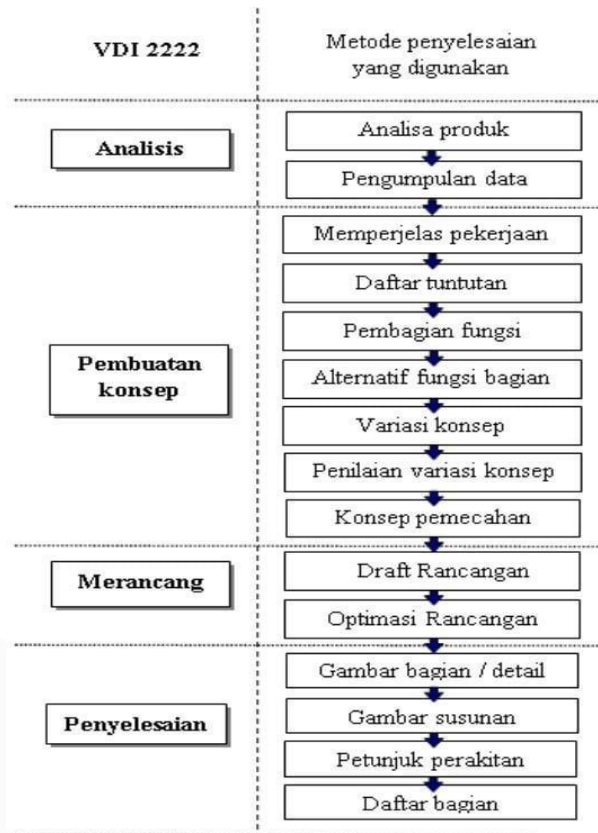 VDI 2222
Metode penyelesaian
yang digunakan
Analisis
Analisa produk
Pengumpulan data
Pembuatan
konsep
Memperjelas pekerjaan
Daftar tuntutan
Pembagian fungsi
Alternatif fungsi bagian
Variasi konsep
Penilaian variasi konsep
Konsep pemecahan
Merancang
Draft Rancangan
Optimasi Rancangan
Penyelesaian
Gambar bagian / detail
Gambar susunan
Petunjuk perakitan
Daftar bagian